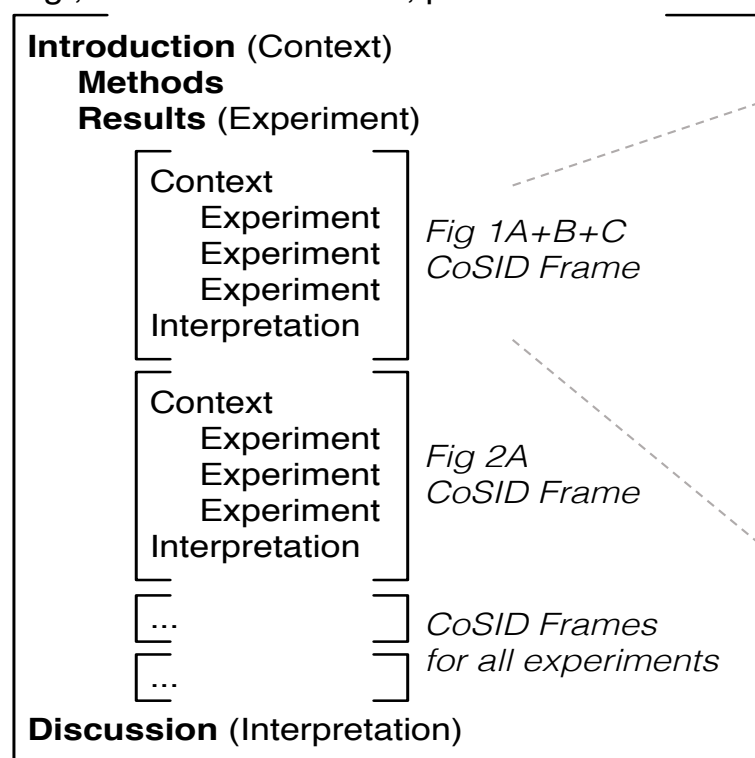 Introduction (Context)
Methods
Results (Experiment)
Context
Experiment
Experiment
Experiment
Interpretation
Fig 1A+B+C
CoSID Frame
Context
Experiment
Experiment
Experiment
Interpretation
Fig 2A
CoSID Frame
...
...
CoSID Frames
for all experiments
Discussion (Interpretation)